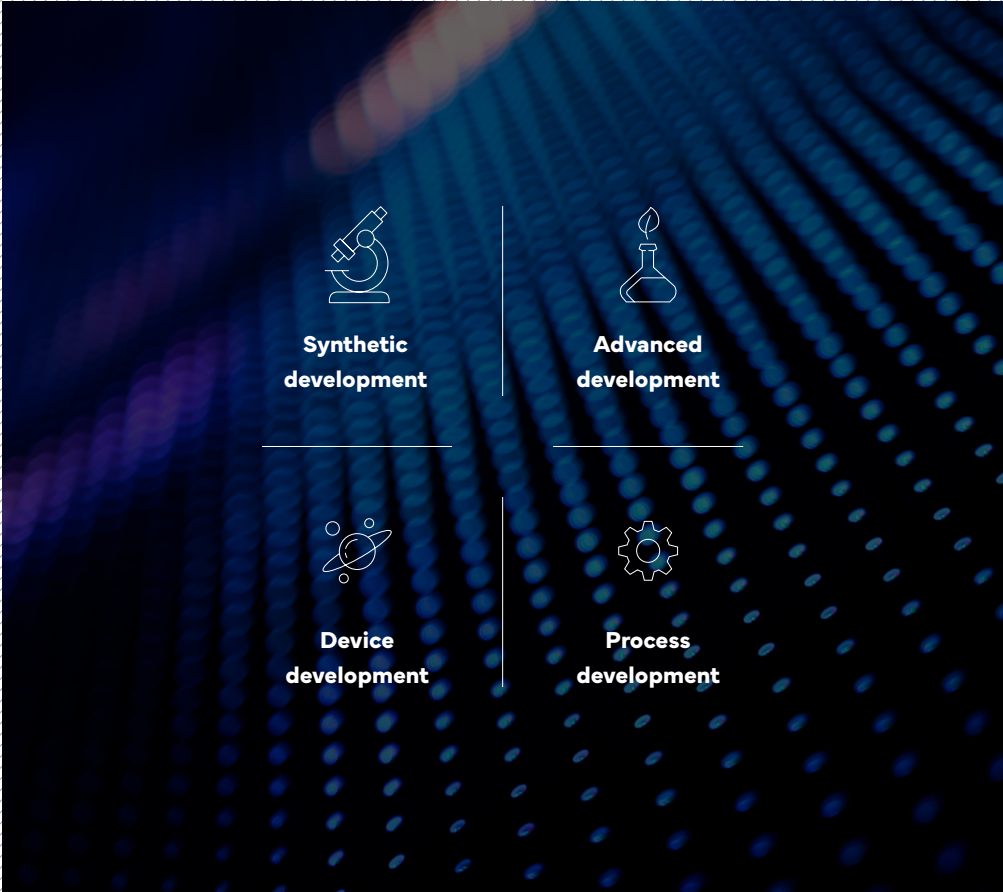 Synthetic
development
Advanced
development
Device
development
Process
development